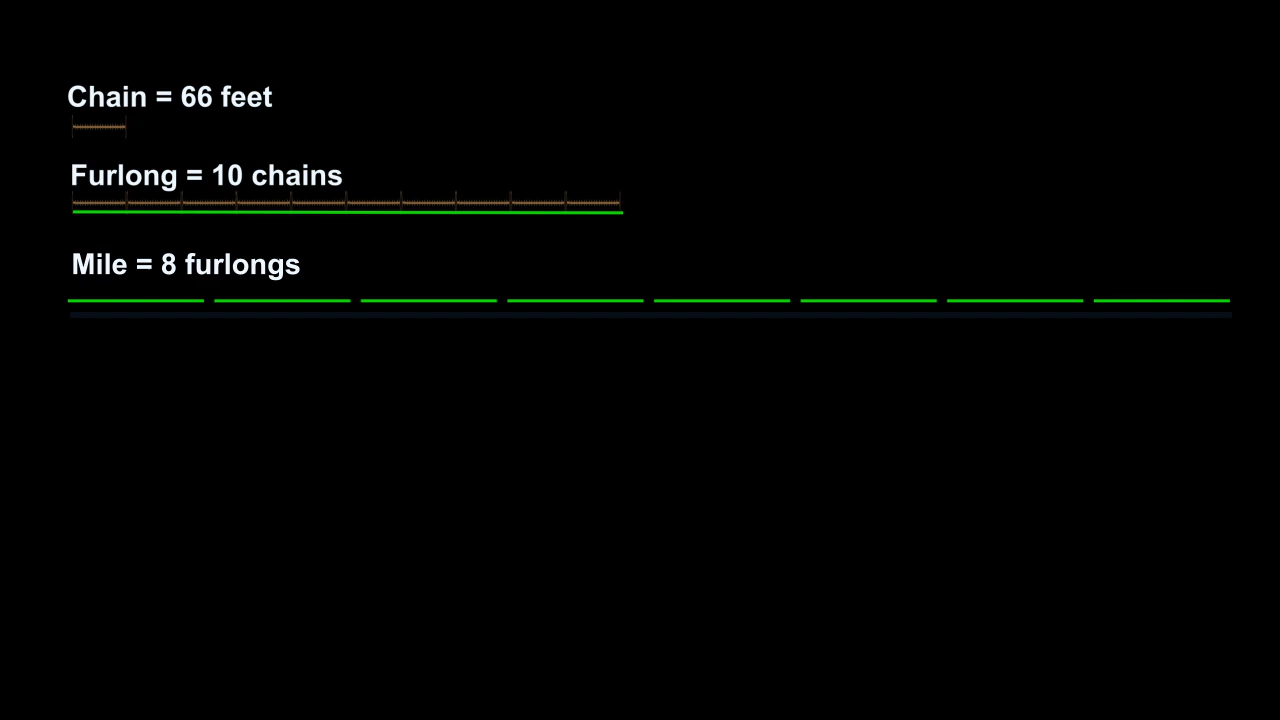 Chain = 66 feet
Furlong = 10 chains
Mile = 8 furlongs